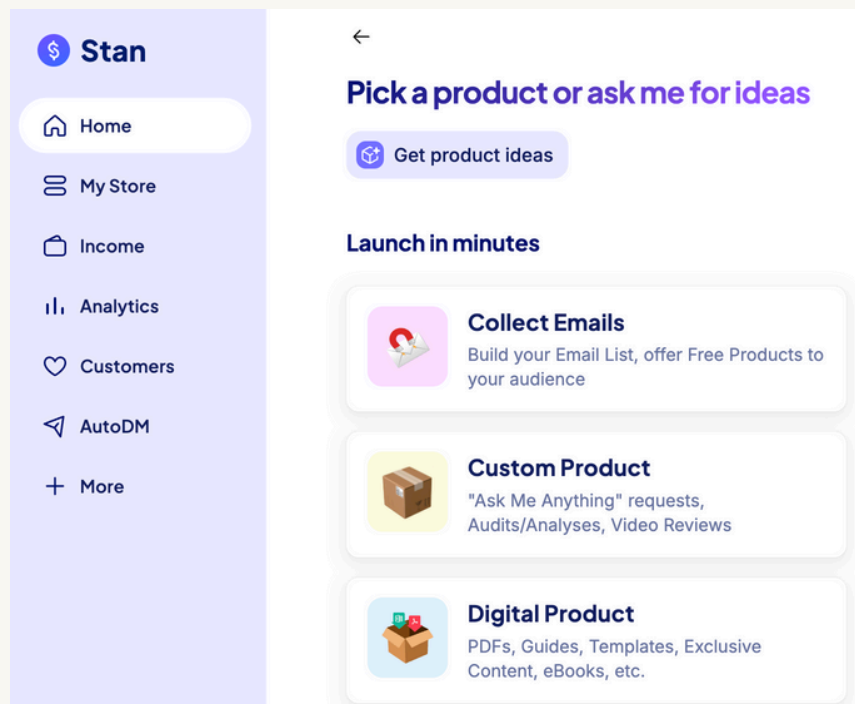 Stan
Home
My Store
Income
Analytics
Customers
AutoDM
More
Pick a product or ask me for ideas
Get product ideas
Launch in minutes
Collect Emails
Build your Email List, offer Free Products to
your audience
Custom Product
"Ask Me Anything" requests,
Audits/Analyses, Video Reviews
Digital Product
PDFs, Guides, Templates, Exclusive
Content, eBooks, etc.